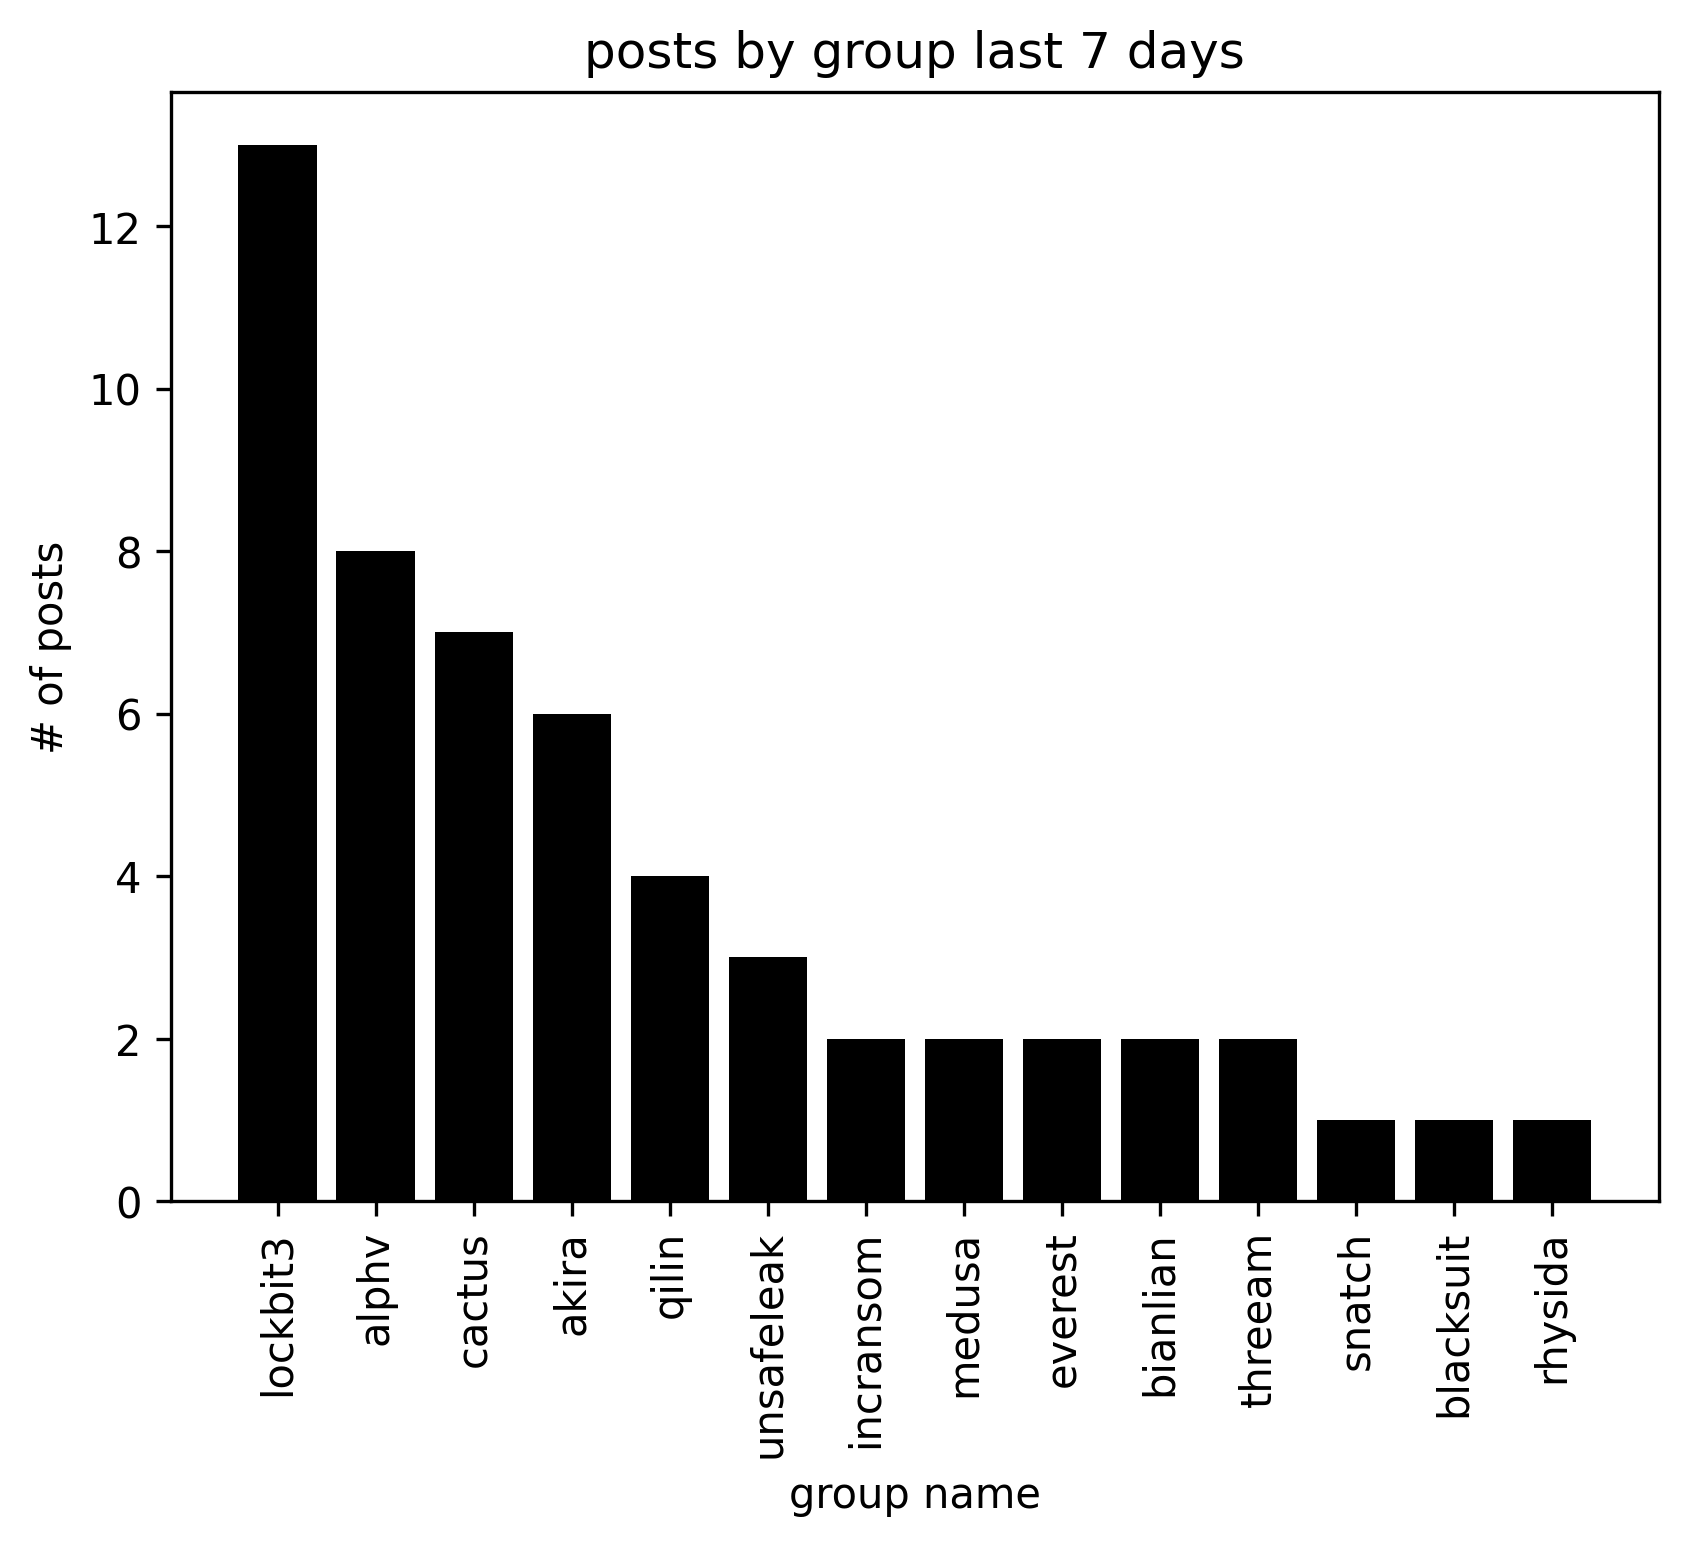 posts by group last 7 days
# of posts
12
10
8
6
4
2
0
lockbit3
alphv
cactus
akira
qilin
unsafeleak
incransom
medusa
everest
bianlian
threeam
snatch
blacksuit
rhysida
group name